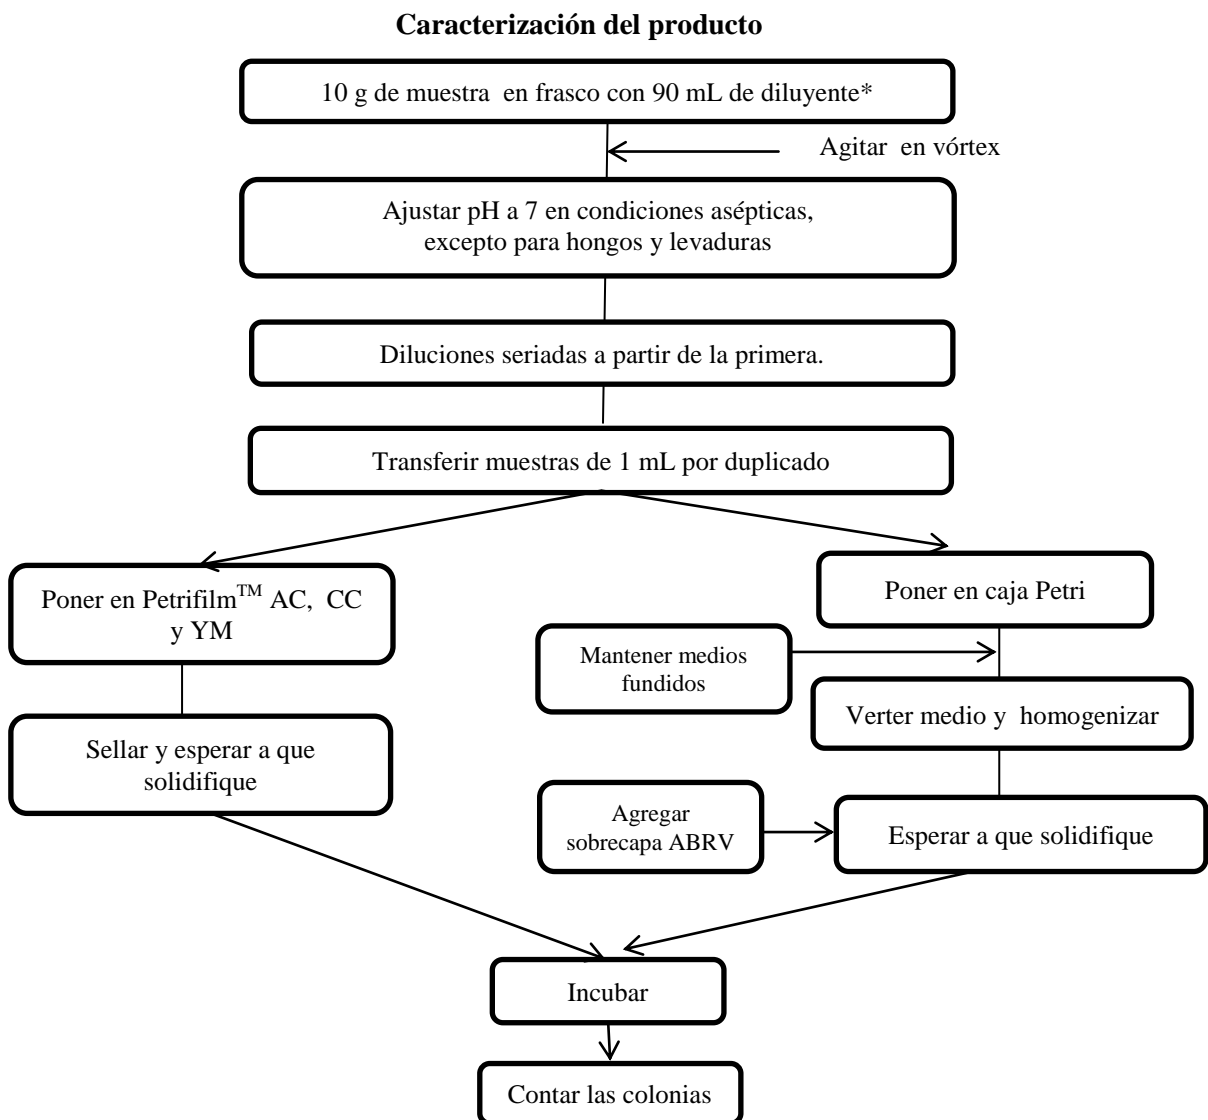 Caracterización del producto
10 g de muestra en frasco con 90 mL de diluyente*
Agitar en vórtex
Ajustar pH a 7 en condiciones asépticas,
excepto para hongos y levaduras
Diluciones seriadas a partir de la primera.
Transferir muestras de 1 mL por duplicado
Poner en Petrifilm™ AC, CC
y YM
Poner en caja Petri
Mantener medios
fundidos
Verter medio y homogenizar
Sellar y esperar a que
solidifique
Agregar
sobrecapa ABRV
Esperar a que solidifique
Incubar
Contar las colonias